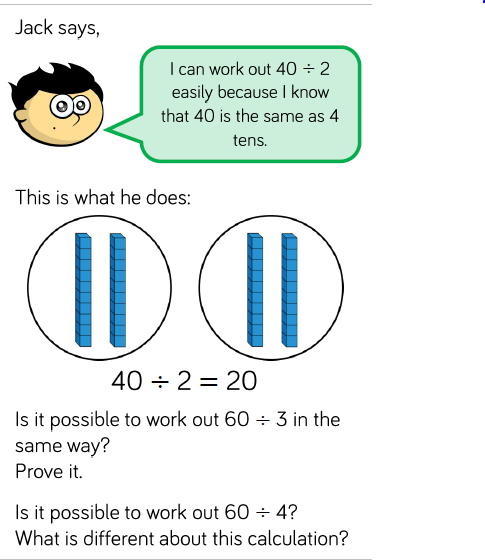 Jack says,
I can work out 40 ÷ 2
easily because I know
that 40 is the same as 4
tens.
This is what he does:
40 ÷ 2 = 20
Is it possible to work out 60 ÷ 3 in the
same way?
Prove it.
Is it possible to work out 60 ÷ 4?
What is different about this calculation?